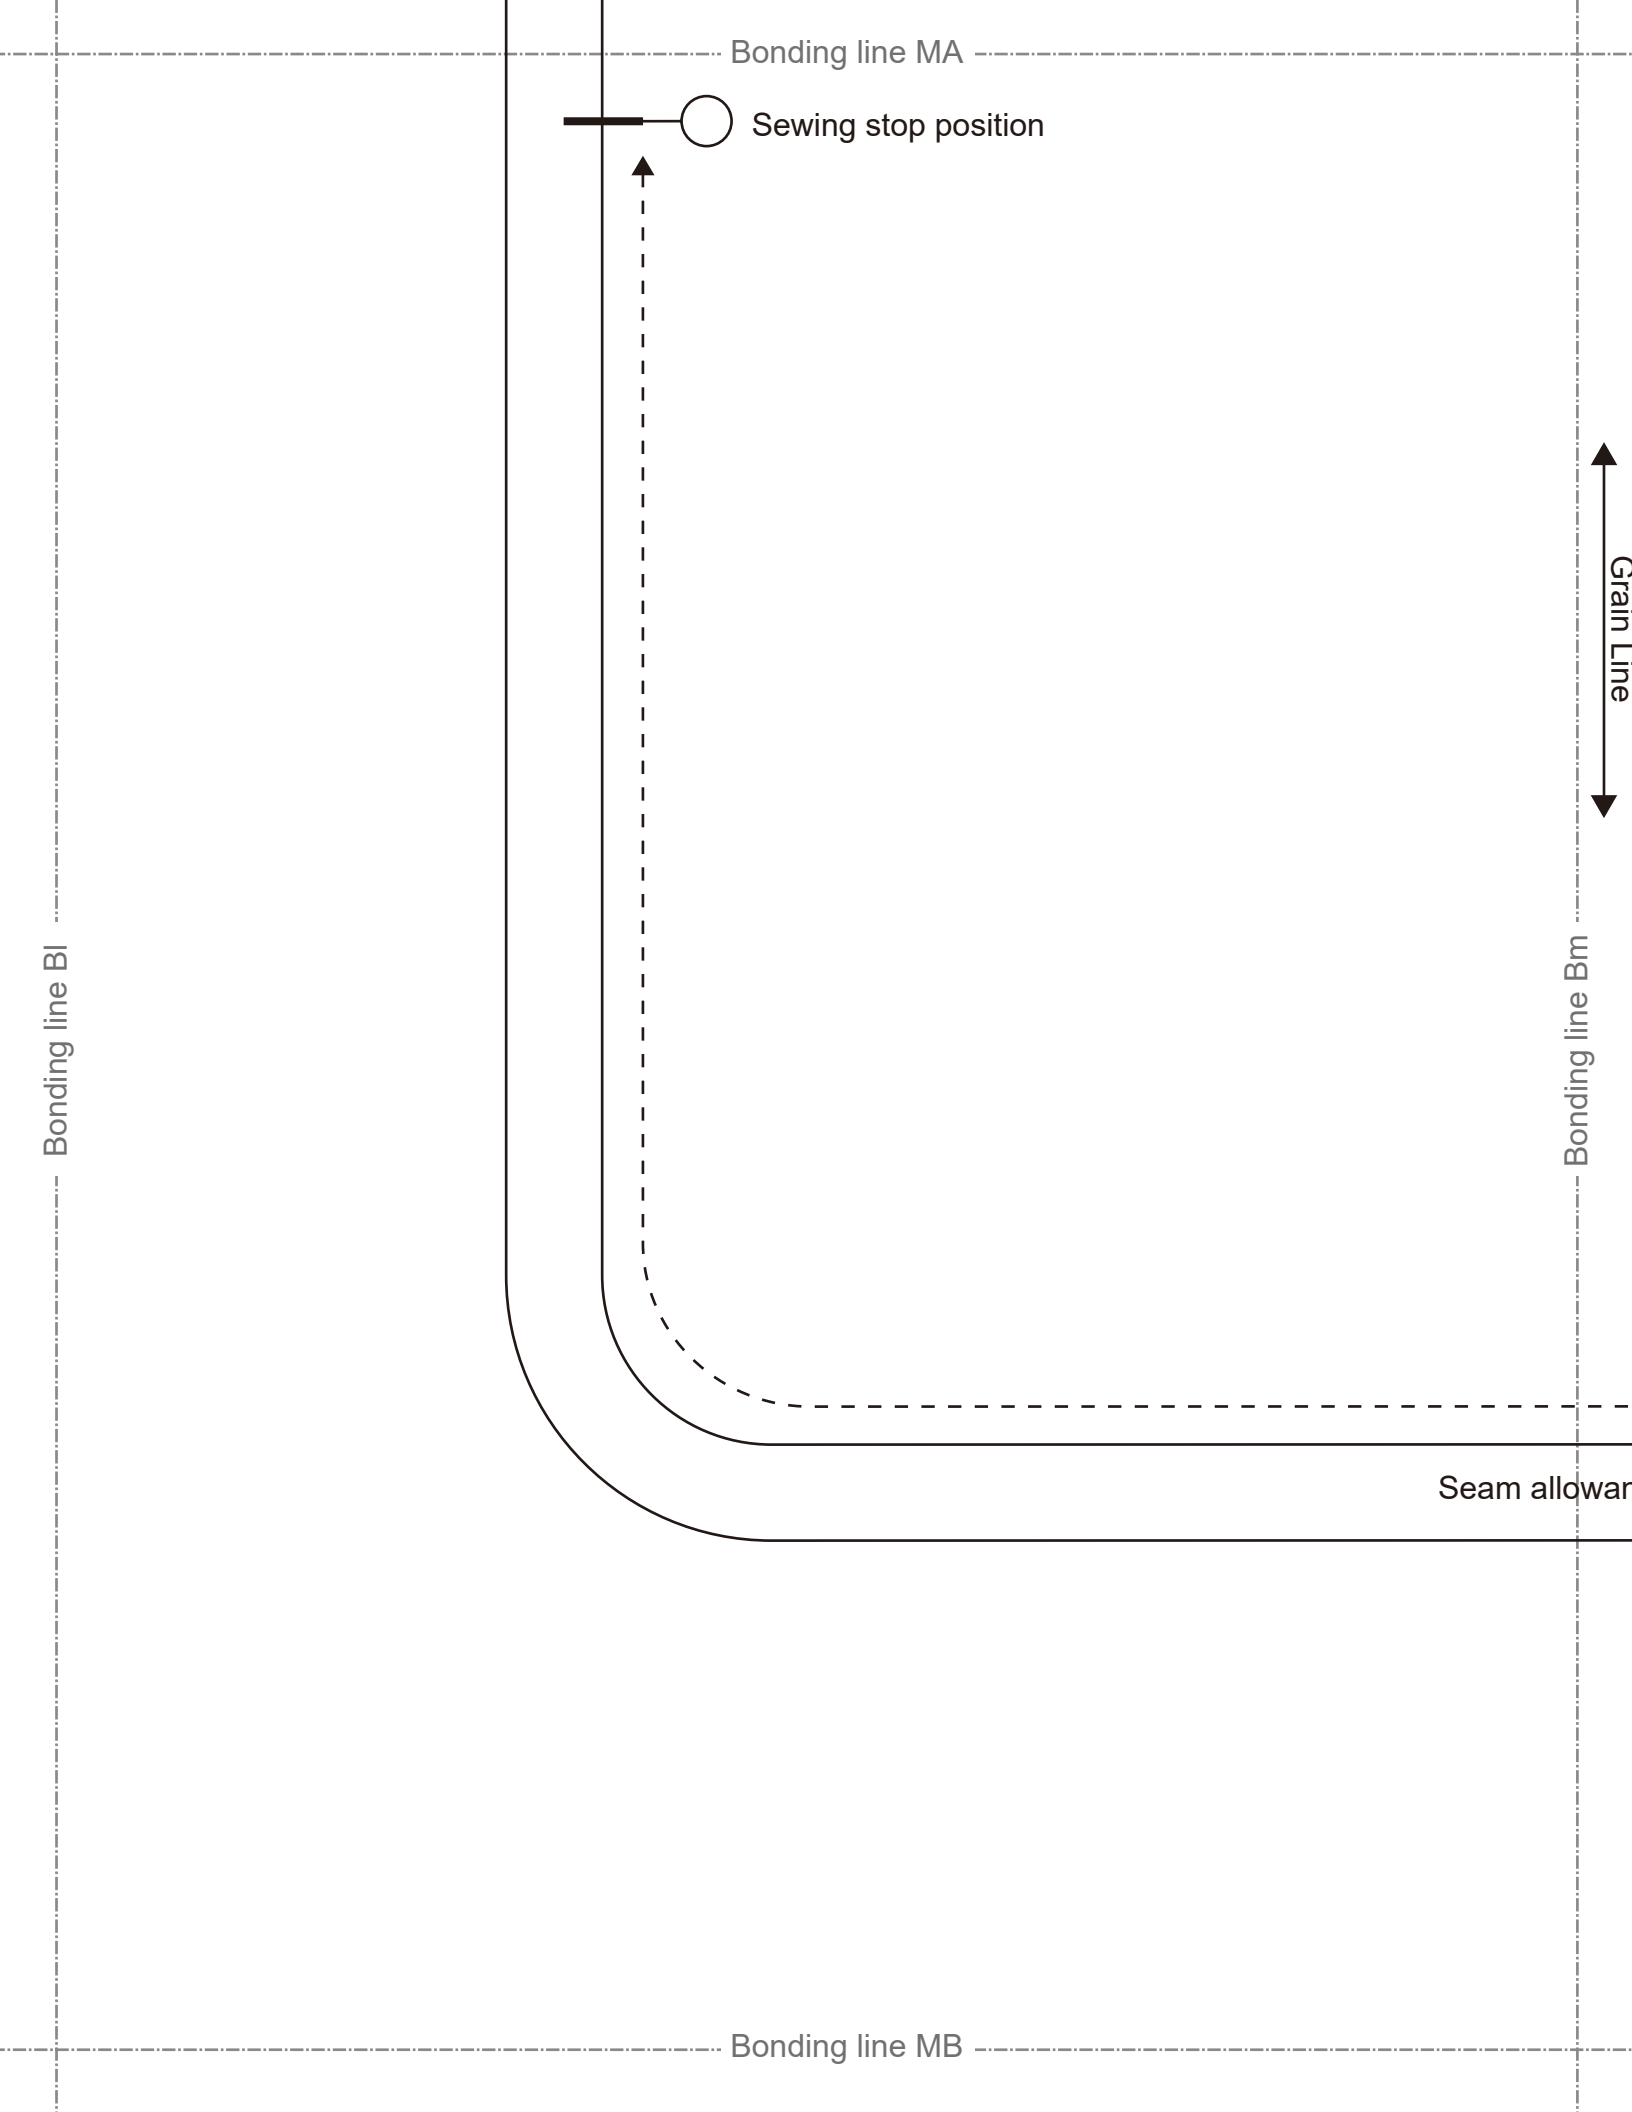 Bonding line MA
Sewing stop position
Grain Line
Bonding line Bl
Bonding line Bm
Seam allowan
Bonding line MB